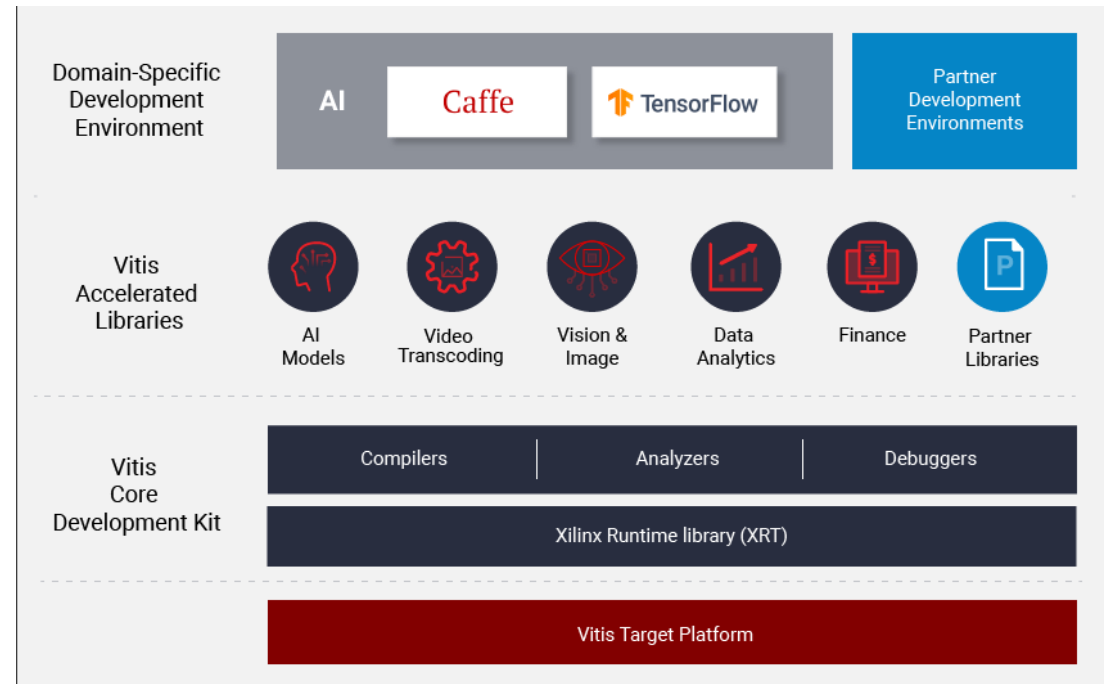 Domain-Specific
Development
Environment
AI
Caffe
TensorFlow
Partner
Development
Environments
Vitis
Accelerated
Libraries
AI
Models
Video
Transcoding
Vision &
Image
Data
Analytics
Finance
Partner
Libraries
$
P
Vitis
Core
Development Kit
Compilers
Analyzers
Debuggers
Xilinx Runtime library (XRT)
Vitis Target Platform